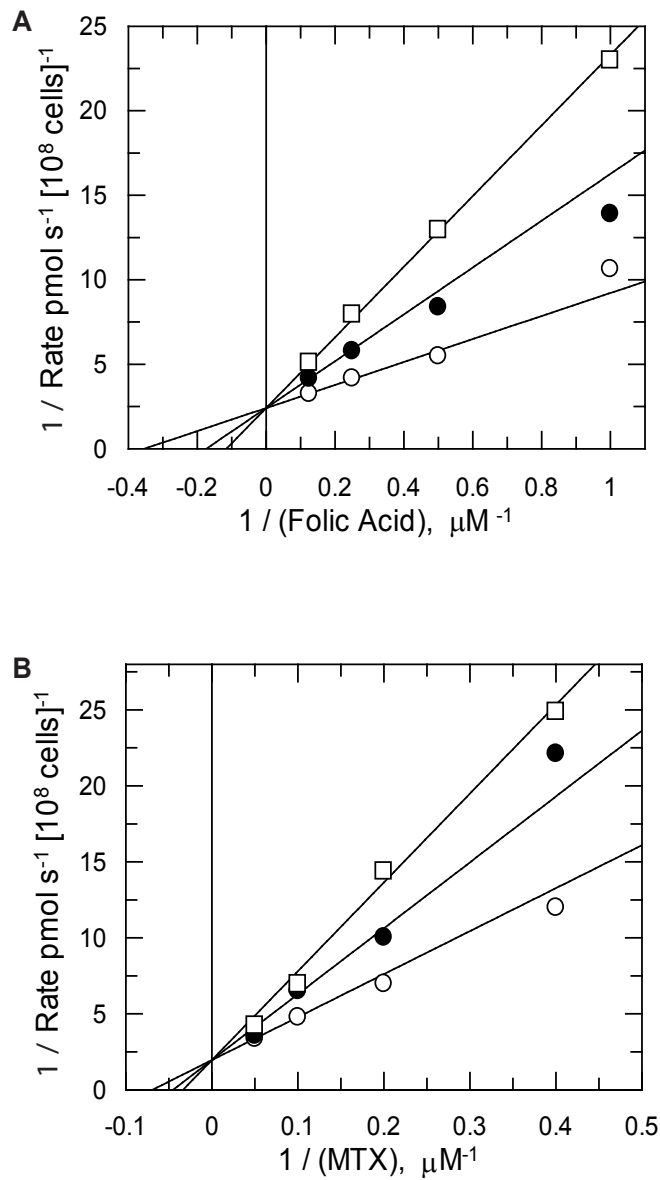 A
25
20
15
10
5
0
-0.4 -0.2 0 0.2 0.4 0.6 0.8 1
1 / (Folic Acid), μM⁻¹
1 / Rate pmol s⁻¹ [10⁸ cells]⁻¹
B
25
20
15
10
5
0
-0.1 0 0.1 0.2 0.3 0.4 0.5
1 / (MTX), μM⁻¹
1 / Rate pmol s⁻¹ [10⁸ cells]⁻¹